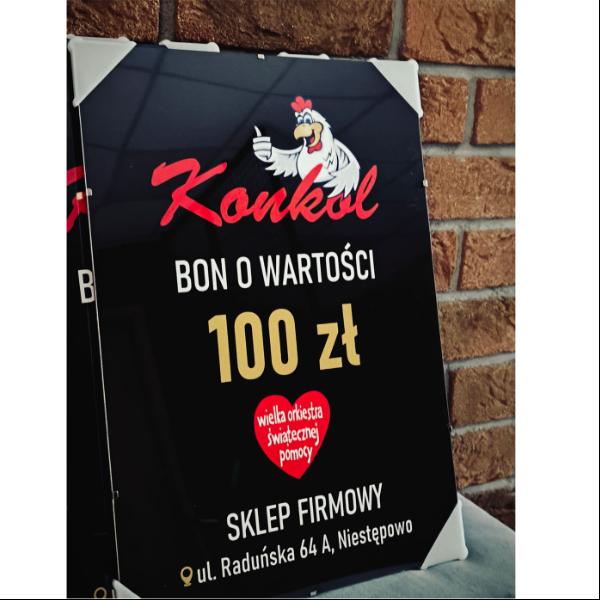 Konkol
BON O WARTOŚCI
100 zł
wielka orkiestra
świątecznej
pomocy
SKLEP FIRMOWY
ul. Raduńska 64 A, Niestępowo
B